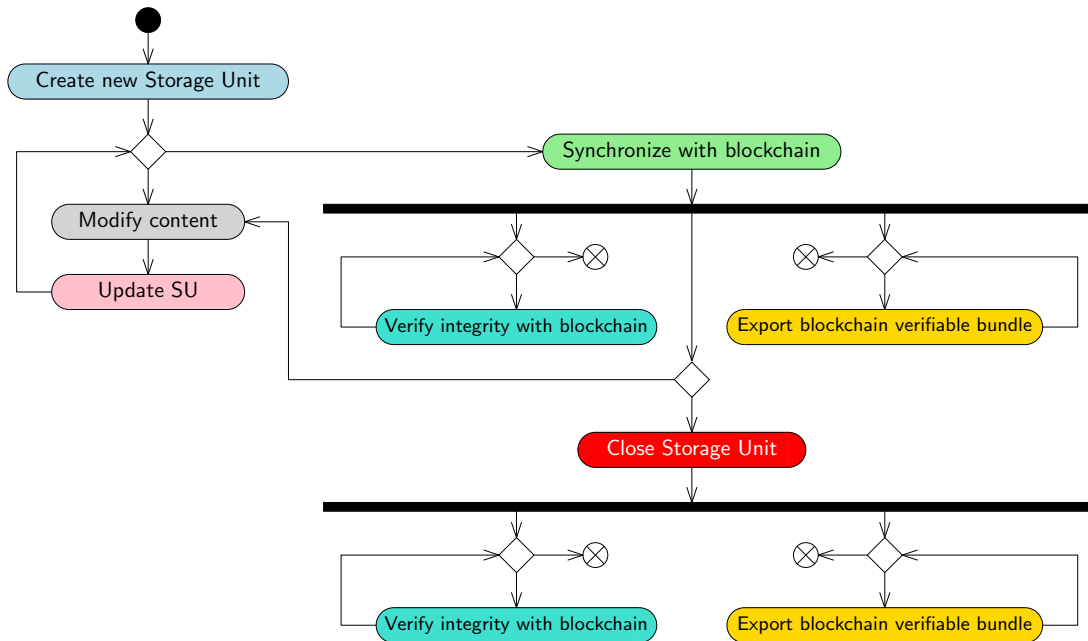 Create new Storage Unit
Synchronize with blockchain
Modify content
Update SU
Verify integrity with blockchain
Export blockchain verifiable bundle
Close Storage Unit
Verify integrity with blockchain
Export blockchain verifiable bundle